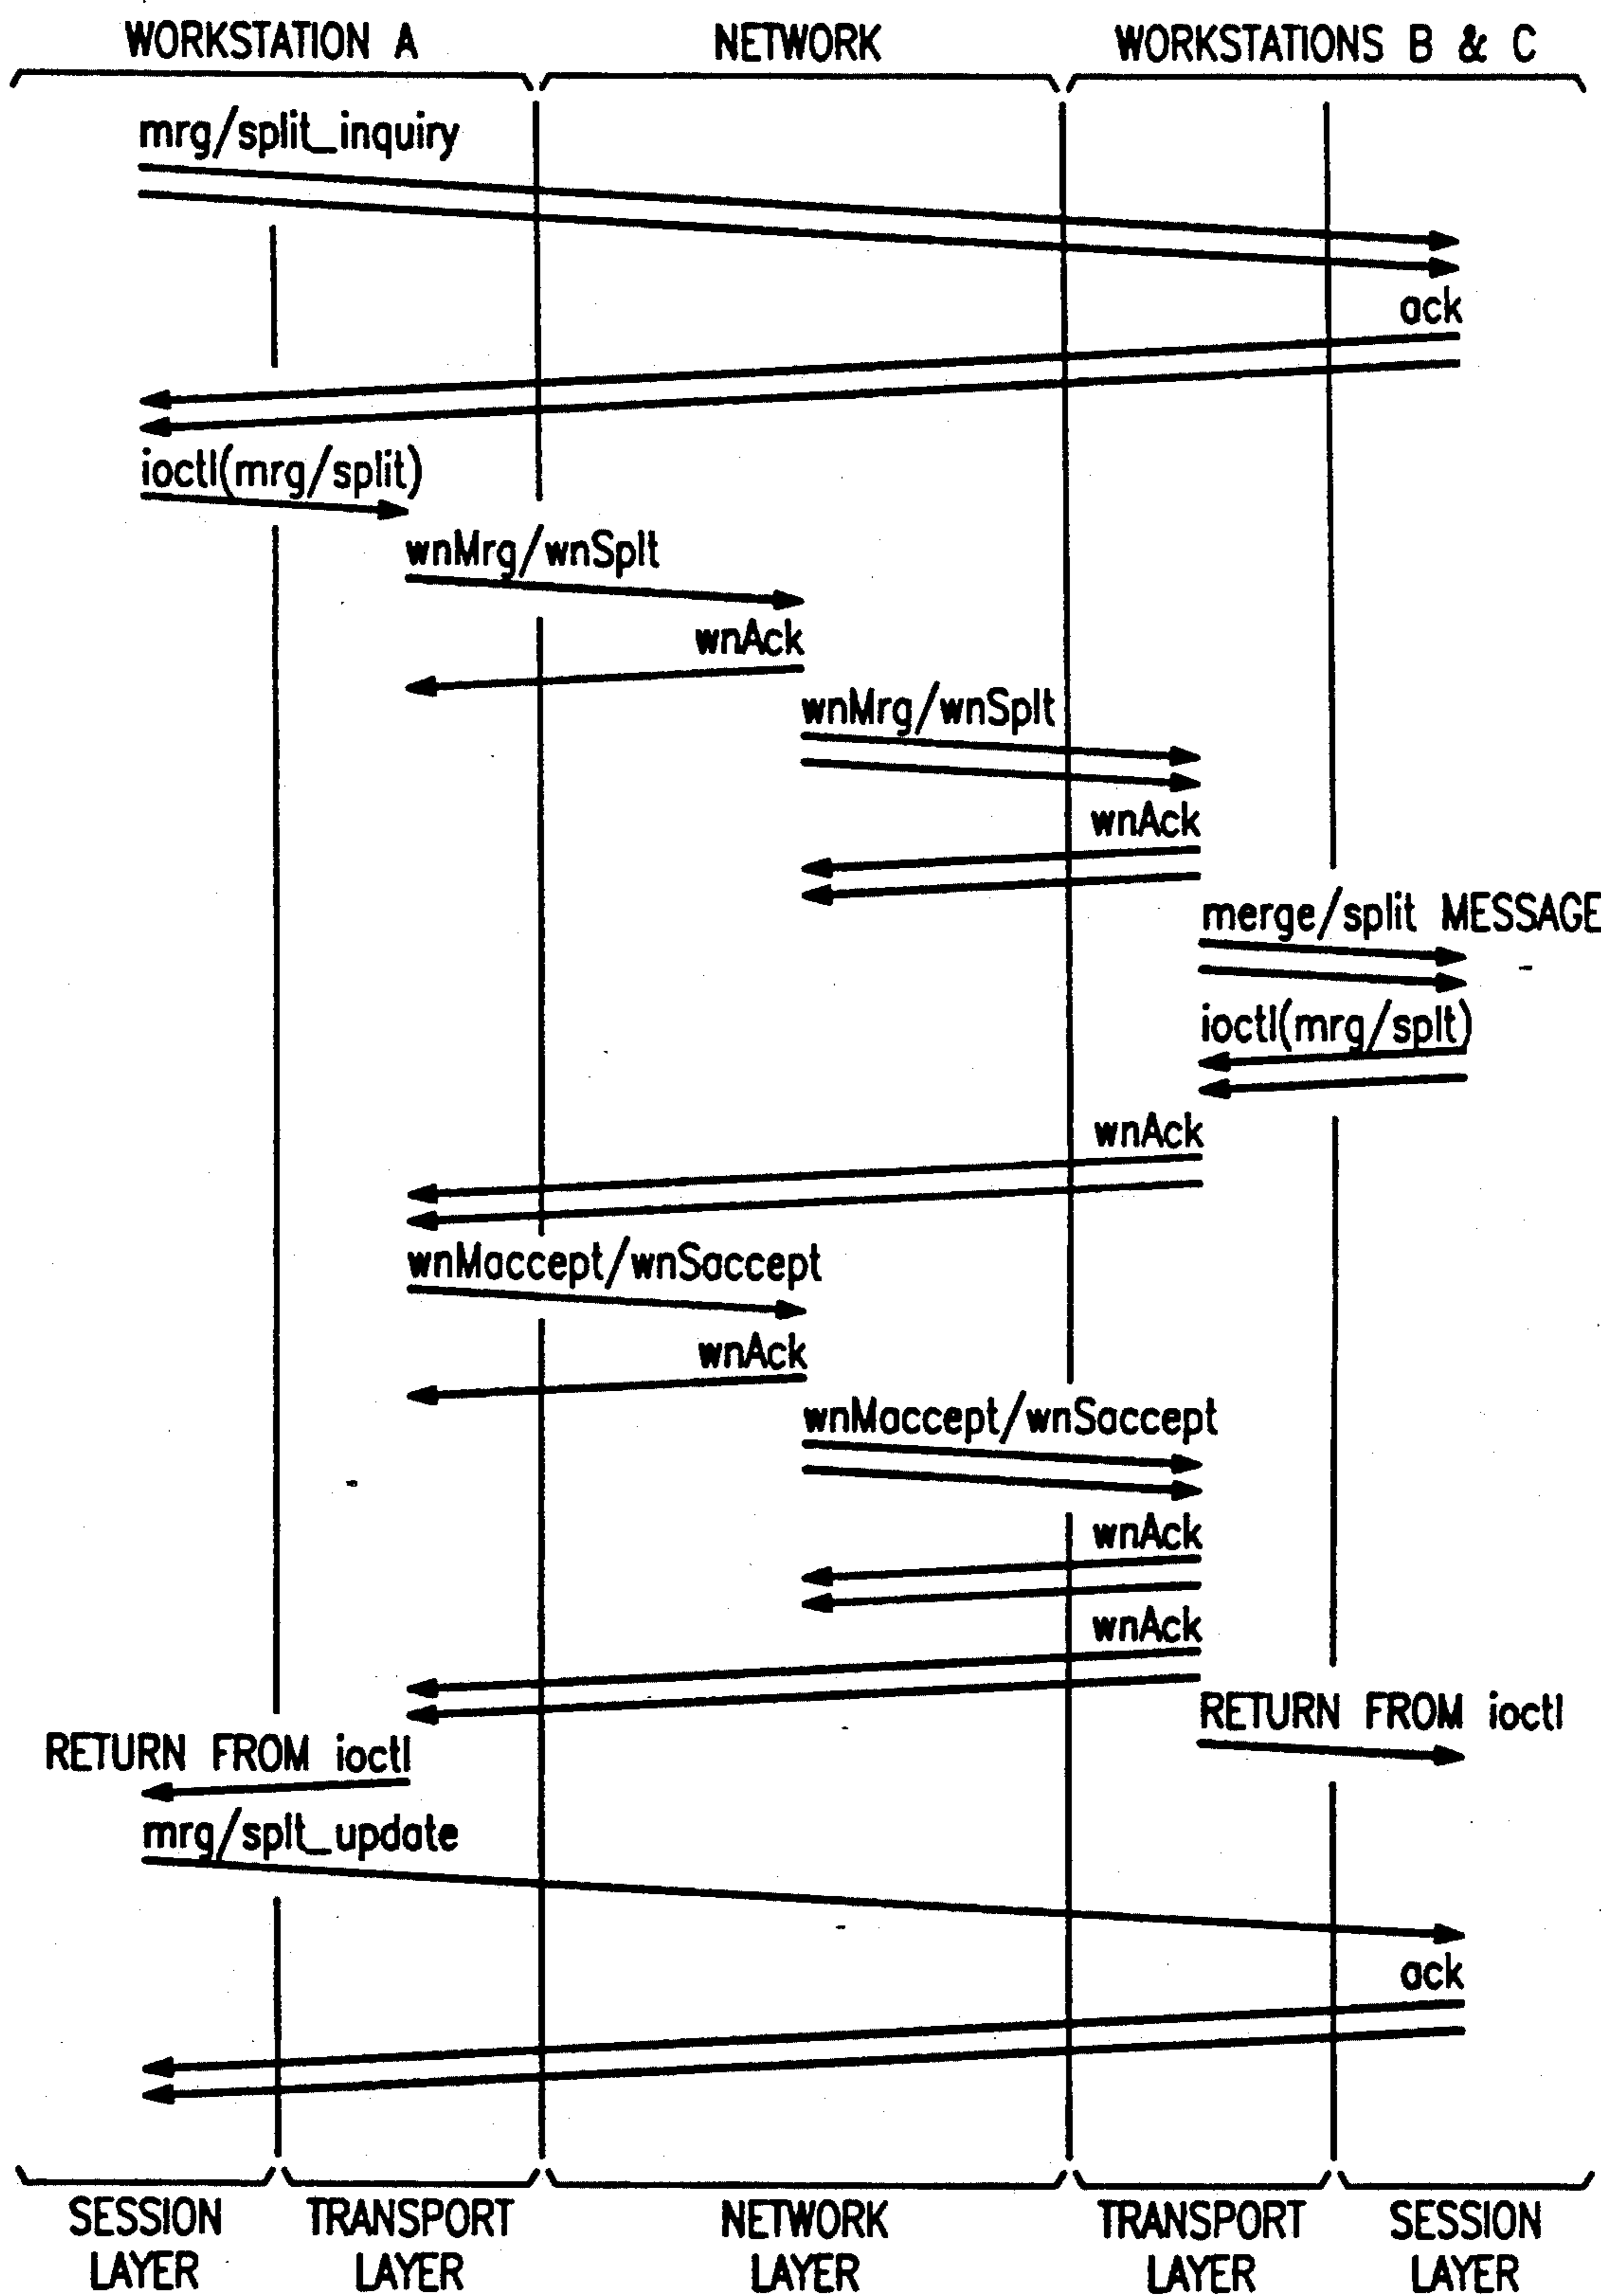 WORKSTATION A NETWORK WORKSTATIONS B & C
mrg/split_inquiry
ack
ioctl(mrg/split)
wnMrg/wnSplt
wnAck
wnMrg/wnSplt
wnAck
merge/split MESSAGE
ioctl(mrg/splt)
wnAck
wnMaccept/wnSaccept
wnAck
wnMaccept/wnSaccept
wnAck
wnAck
RETURN FROM ioctl
RETURN FROM ioctl
mrg/splt_update
ack
SESSION TRANSPORT NETWORK TRANSPORT SESSION
LAYER LAYER LAYER LAYER LAYER